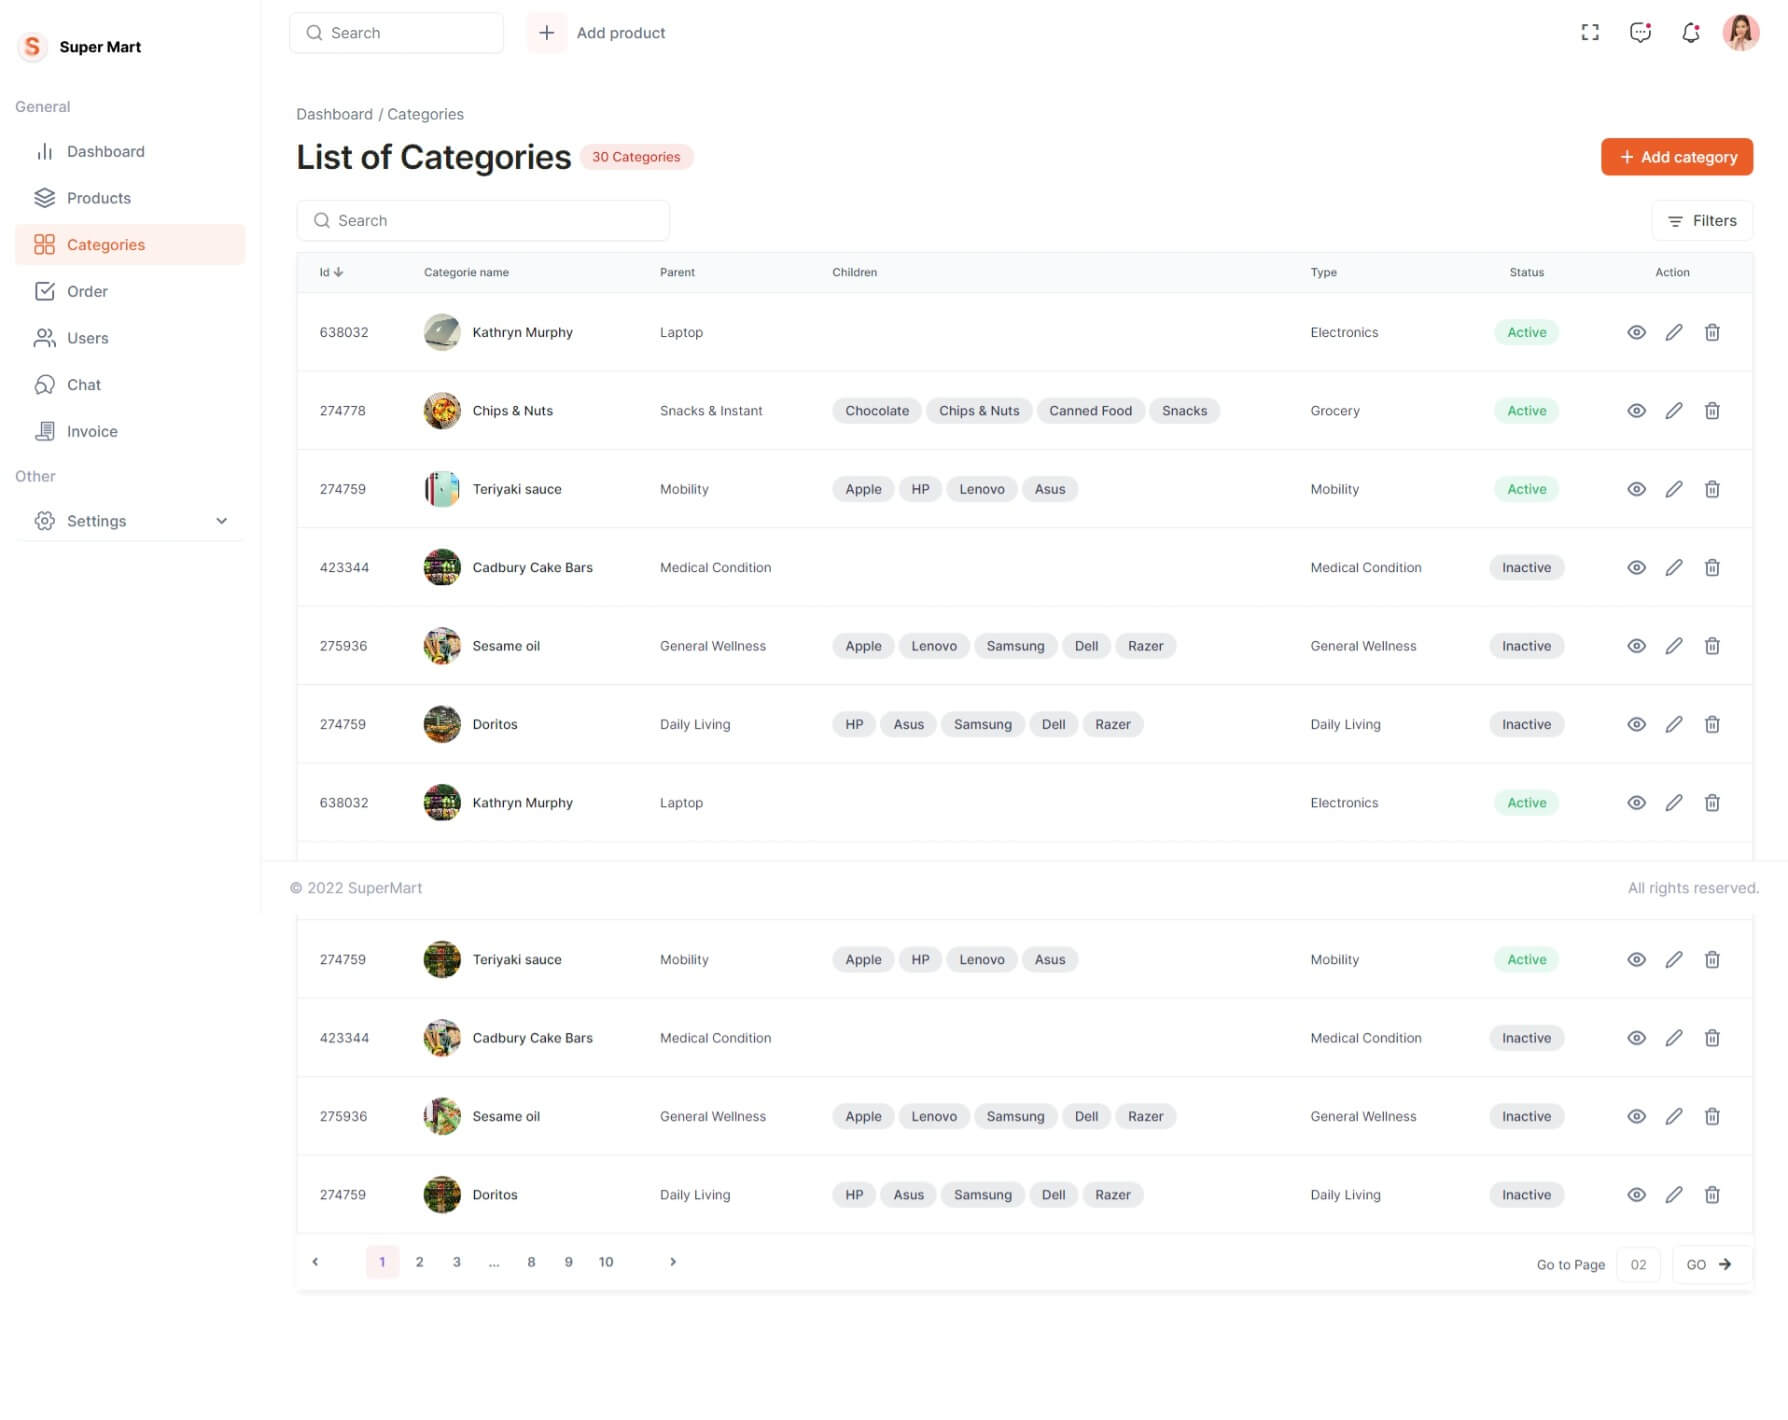 S Super Mart
Search
+ Add product
General
Dashboard
Products
Categories
Order
Users
Chat
Invoice
Other
Settings
Dashboard / Categories
List of Categories 30 Categories
+ Add category
Search
Filters
Id Categorie name Parent Children Type Status Action
638032 Kathryn Murphy Laptop Electronics Active
274778 Chips & Nuts Snacks & Instant Chocolate Chips & Nuts Canned Food Snacks Grocery Active
274759 Teriyaki sauce Mobility Apple HP Lenovo Asus Mobility Active
423344 Cadbury Cake Bars Medical Condition Medical Condition Inactive
275936 Sesame oil General Wellness Apple Lenovo Samsung Dell Razer General Wellness Inactive
274759 Doritos Daily Living HP Asus Samsung Dell Razer Daily Living Inactive
638032 Kathryn Murphy Laptop Electronics Active
© 2022 SuperMart All rights reserved.
274759 Teriyaki sauce Mobility Apple HP Lenovo Asus Mobility Active
423344 Cadbury Cake Bars Medical Condition Medical Condition Inactive
275936 Sesame oil General Wellness Apple Lenovo Samsung Dell Razer General Wellness Inactive
274759 Doritos Daily Living HP Asus Samsung Dell Razer Daily Living Inactive
1 2 3 ... 8 9 10
Go to Page 02 GO